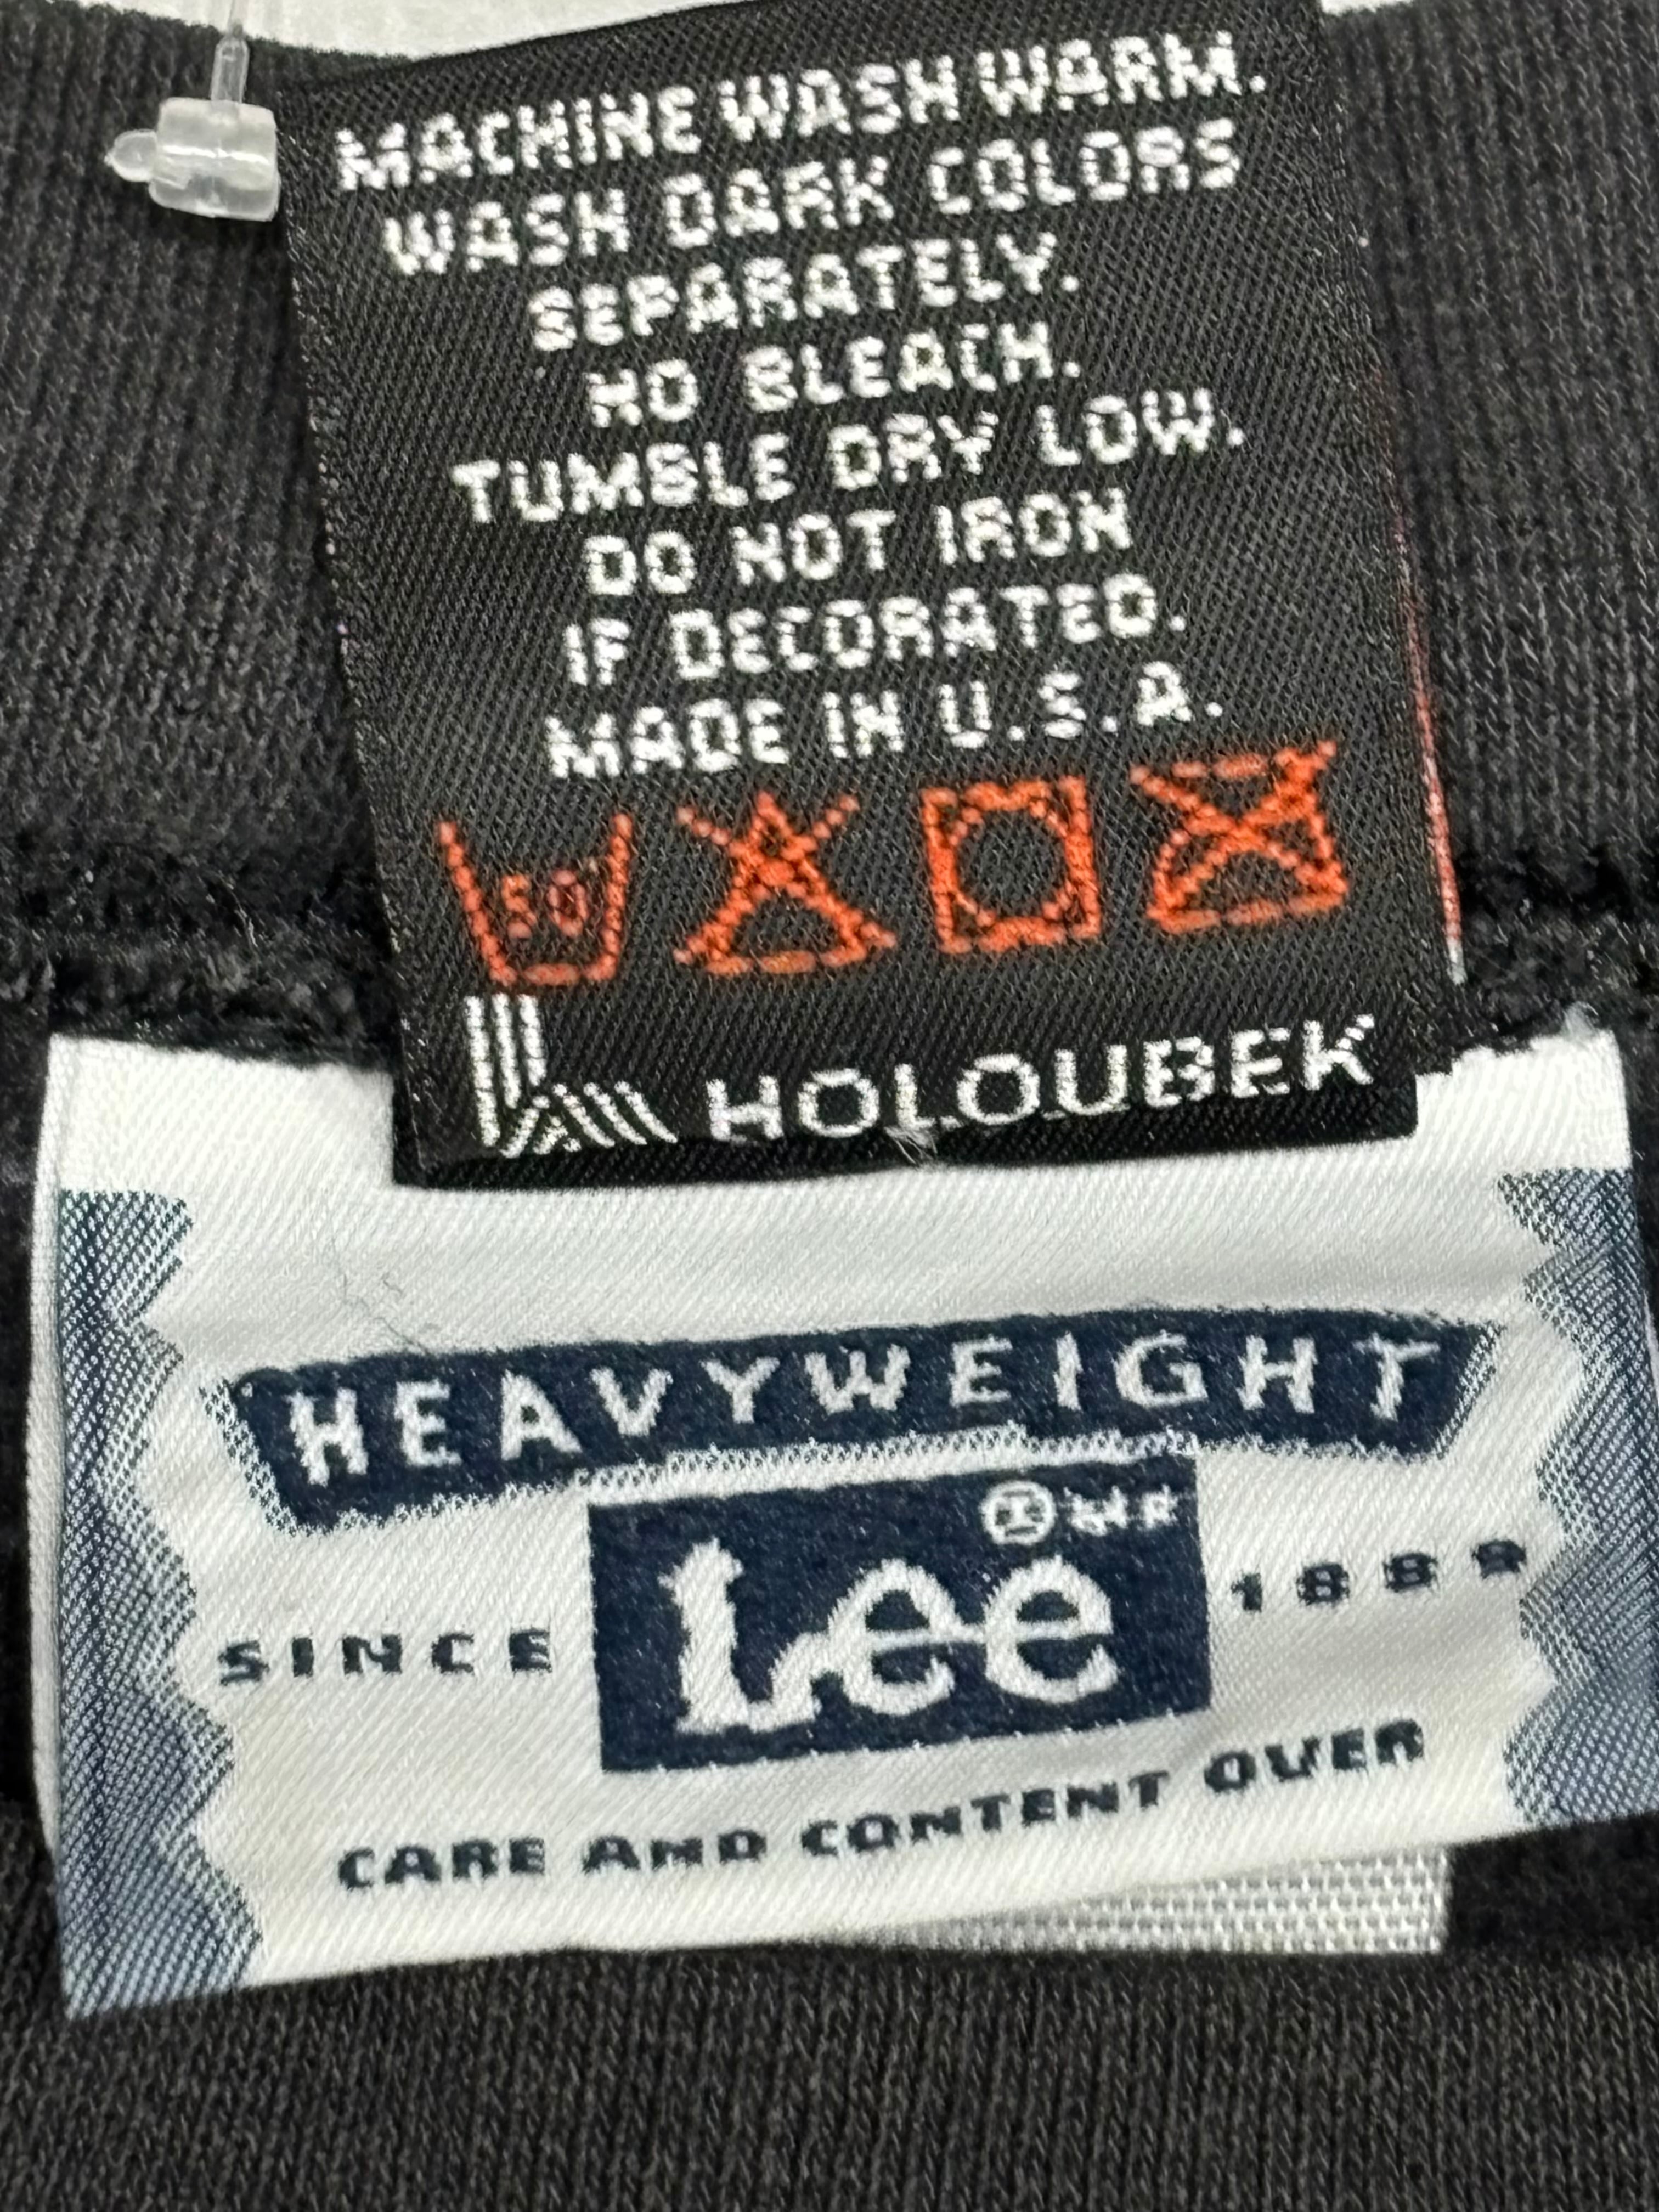 MACHINE WASH WARM.
WASH DARK COLORS
SEPARATELY.
NO BLEACH.
TUMBLE DRY LOW.
DO NOT IRON
IF DECORATED.
MADE IN U.S.A.
50
HOLOUBEK
HEAVYWEIGHT
® MR
SINCE Lee 1889
CARE AND CONTENT OVER